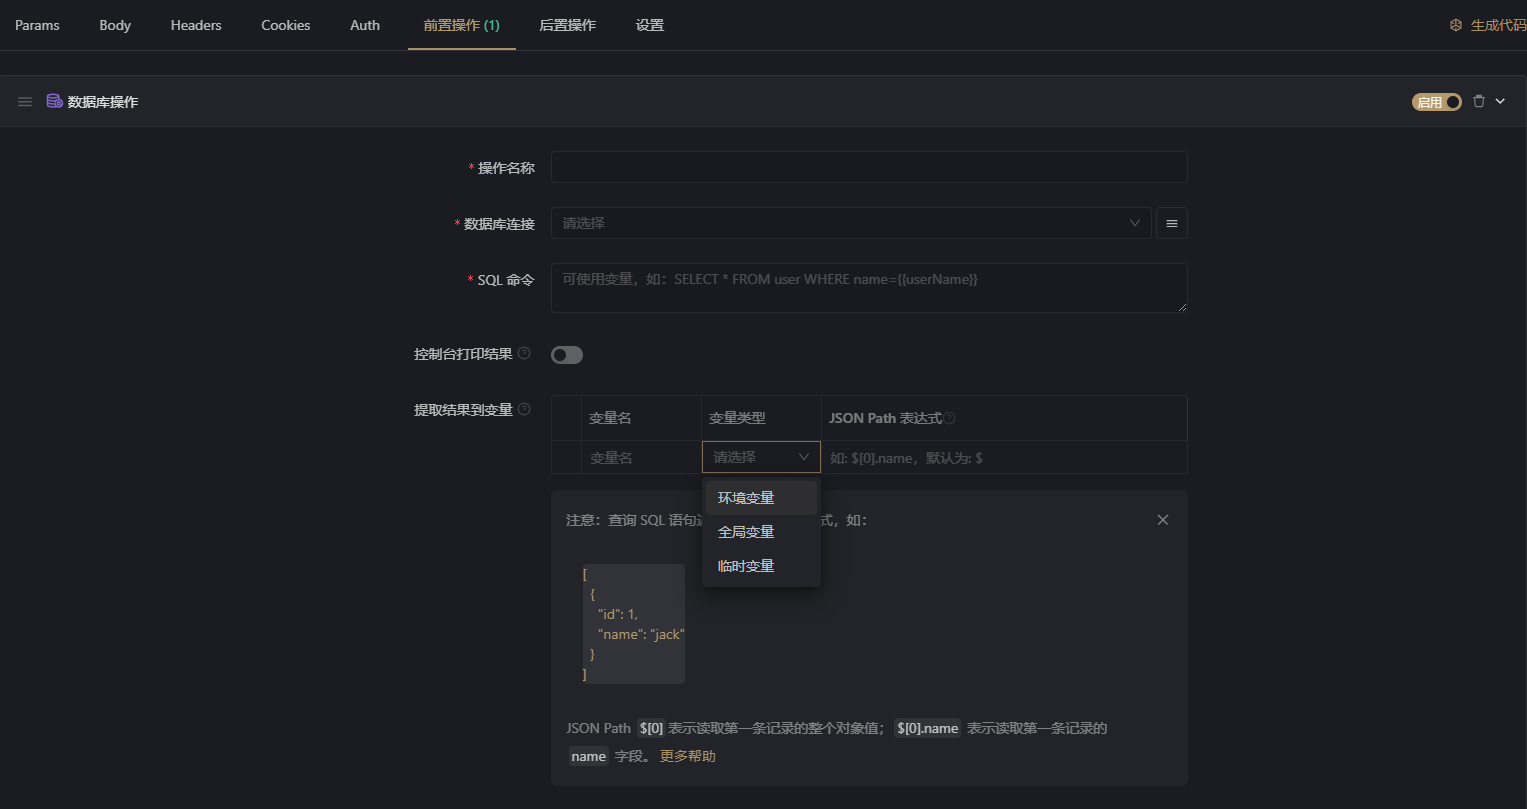 Params Body Headers Cookies Auth 前置操作 (1) 后置操作 设置 生成代码
数据库操作 启用
* 操作名称
* 数据库连接 请选择
* SQL 命令 可使用变量，如：SELECT * FROM user WHERE name={{userName}}
控制台打印结果
提取结果到变量 变量名 变量类型 JSON Path 表达式
变量名 请选择 如: $[0].name，默认为: $
环境变量
注意：查询 SQL 语句 式，如：
全局变量
临时变量
[
{
"id": 1,
"name": "jack"
}
]
JSON Path $[0] 表示读取第一条记录的整个对象值； $[0].name 表示读取第一条记录的
name 字段。 更多帮助